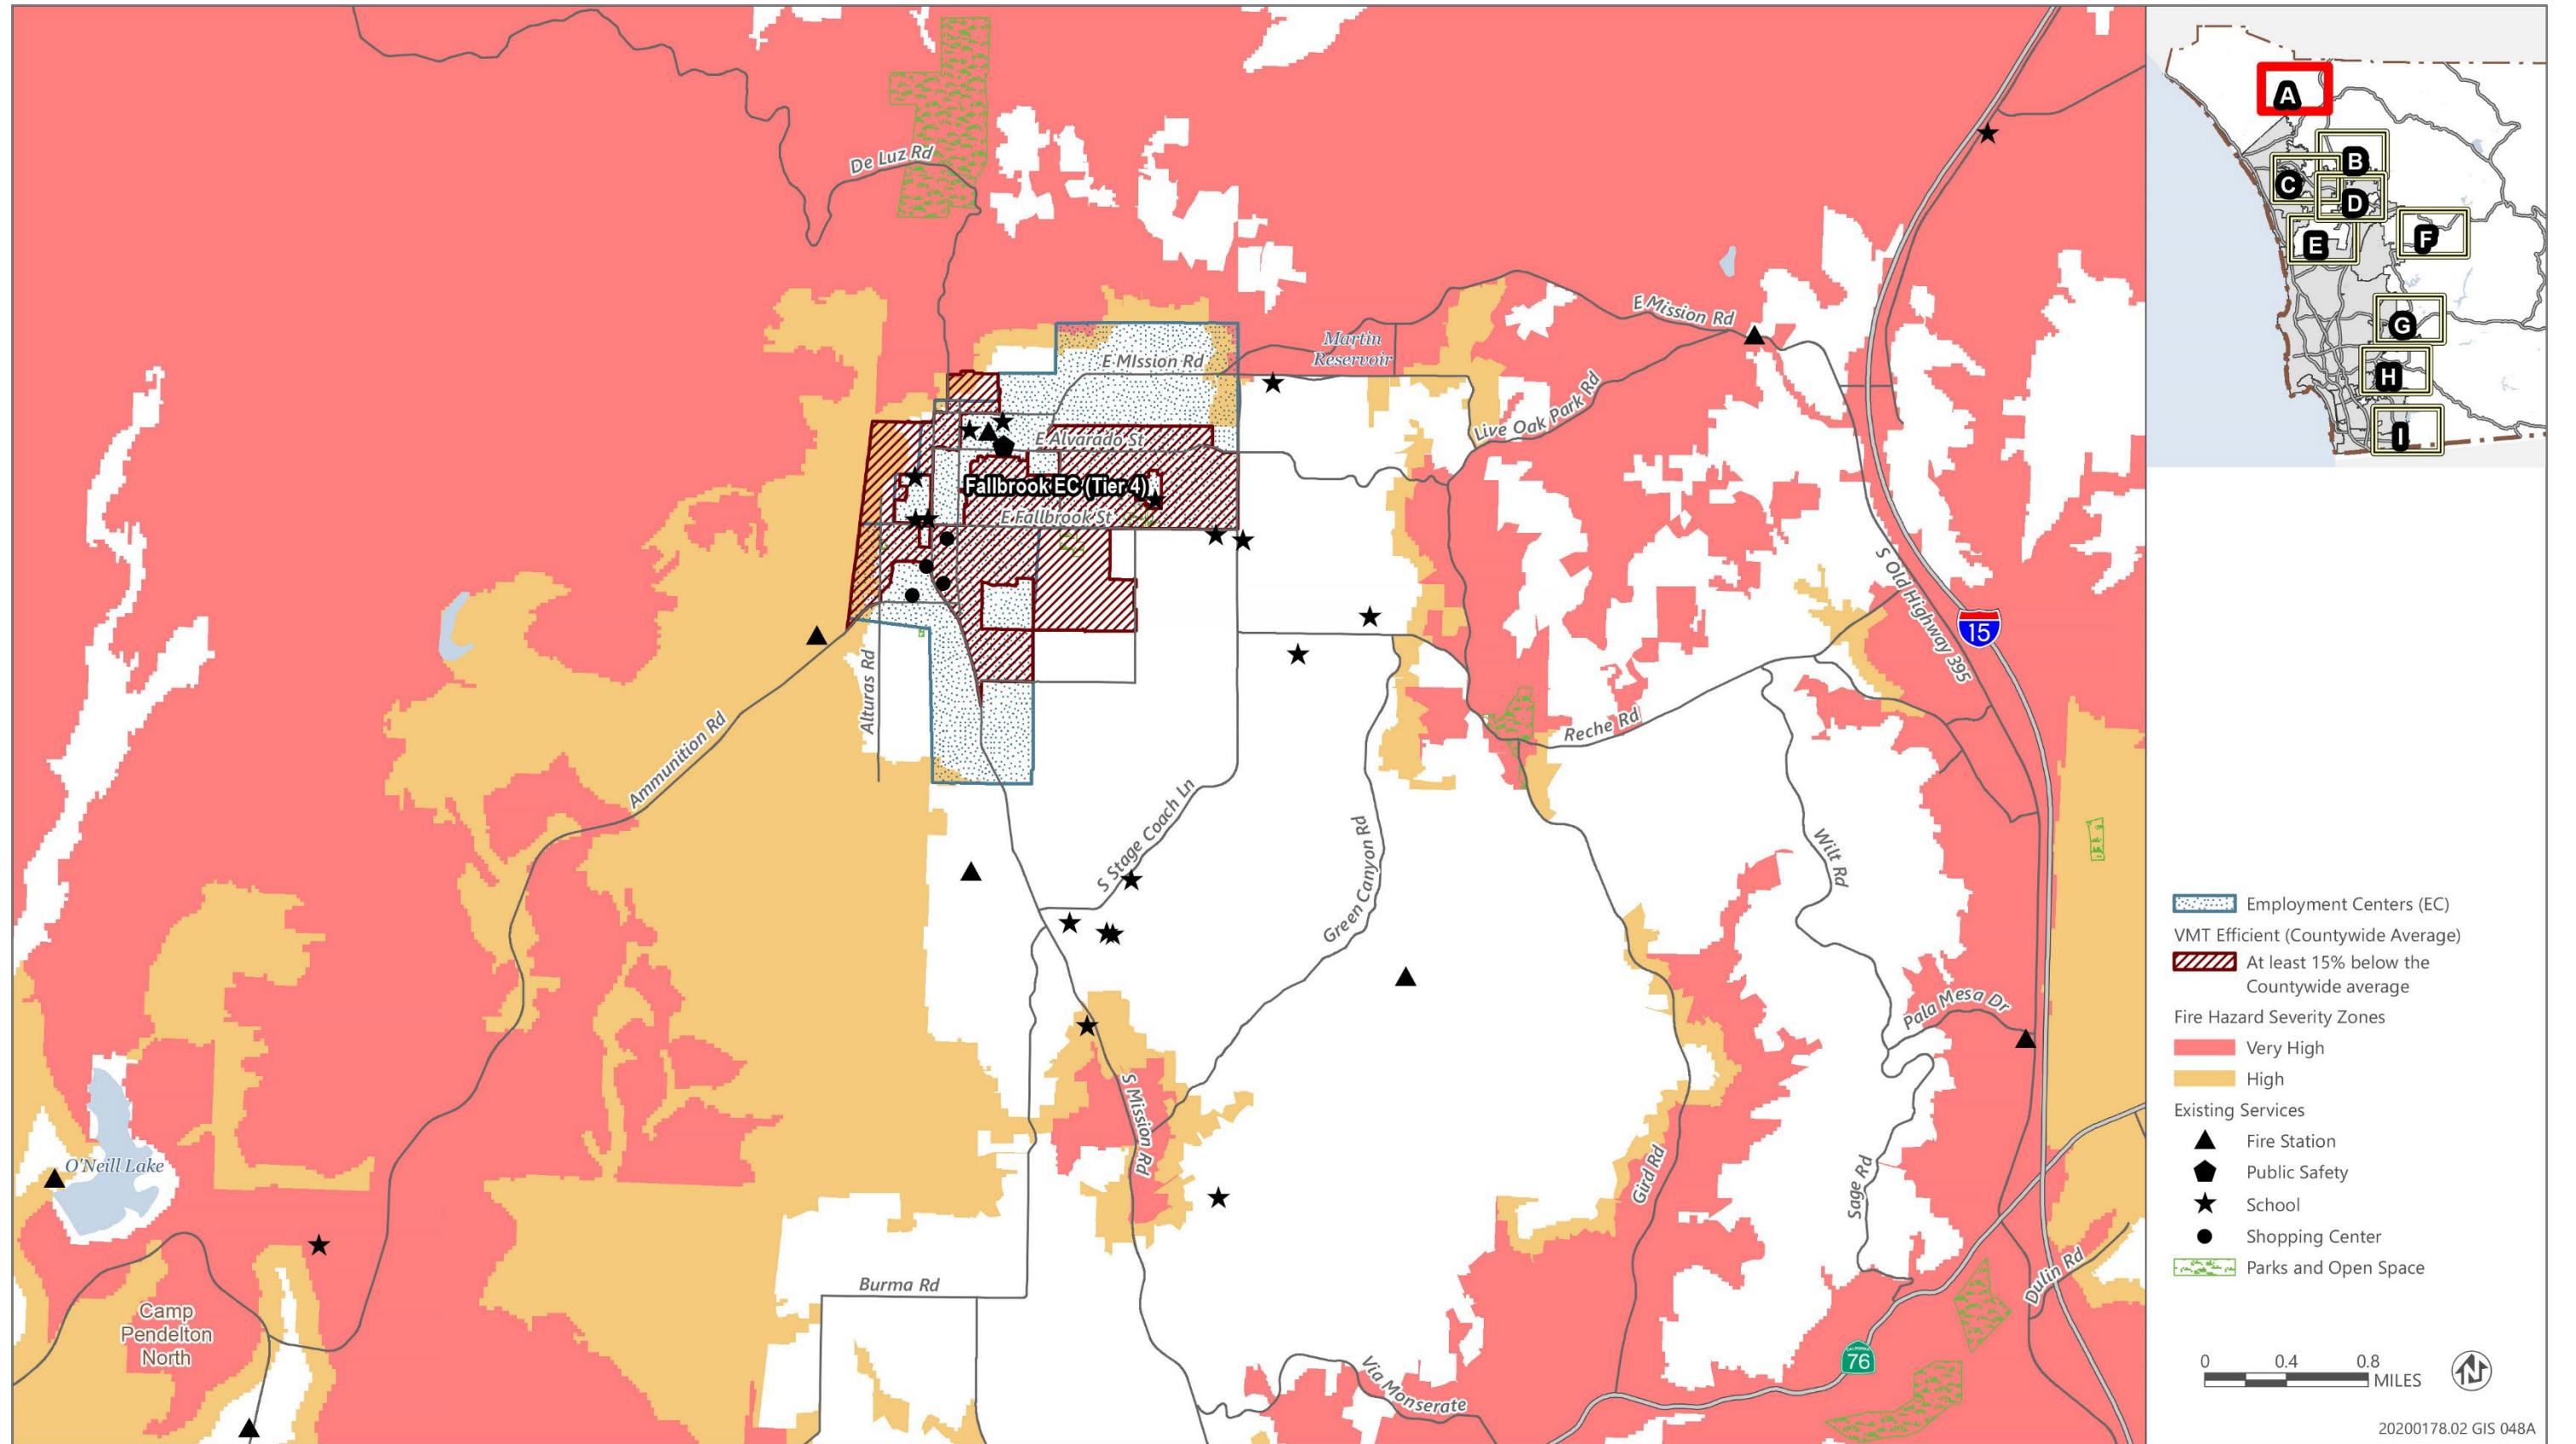 De Luz Rd
E Mission Rd
Martin
Reservoir
E MIssion Rd
Live Oak Park Rd
E Alvarado St
Fallbrook EC (Tier 4)
E Fallbrook St
S Old Highway 395
15
Alturas Rd
Ammunition Rd
Reche Rd
S Stage Coach Ln
Green Canyon Rd
Wilt Rd
Pala Mesa Dr
S Mission Rd
O'Neill Lake
Gird Rd
Sage Rd
Dulin Rd
Burma Rd
Camp
Pendelton
North
CALIFORNIA
76
Via Monserate
A
B
C
D
E
F
G
H
I
Employment Centers (EC)
VMT Efficient (Countywide Average)
At least 15% below the
Countywide average
Fire Hazard Severity Zones
Very High
High
Existing Services
Fire Station
Public Safety
School
Shopping Center
Parks and Open Space
0 0.4 0.8
MILES
N
20200178.02 GIS 048A